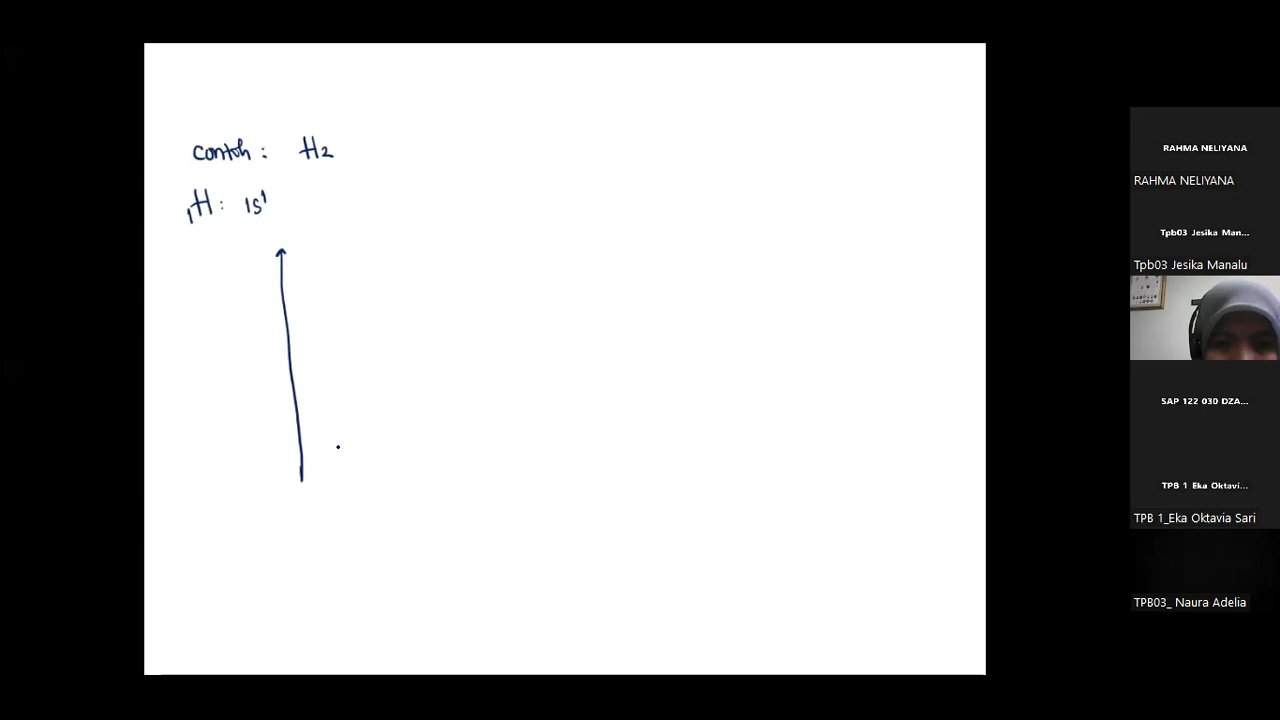 contoh : H2
1H : 1s1
RAHMA NELIYANA
RAHMA NELIYANA
Tpb03 Jesika Man...
Tpb03 Jesika Manalu
SAP 122 030 DZA...
TPB 1 Eka Oktavi...
TPB 1_Eka Oktavia Sari
TPB03_ Naura Adelia